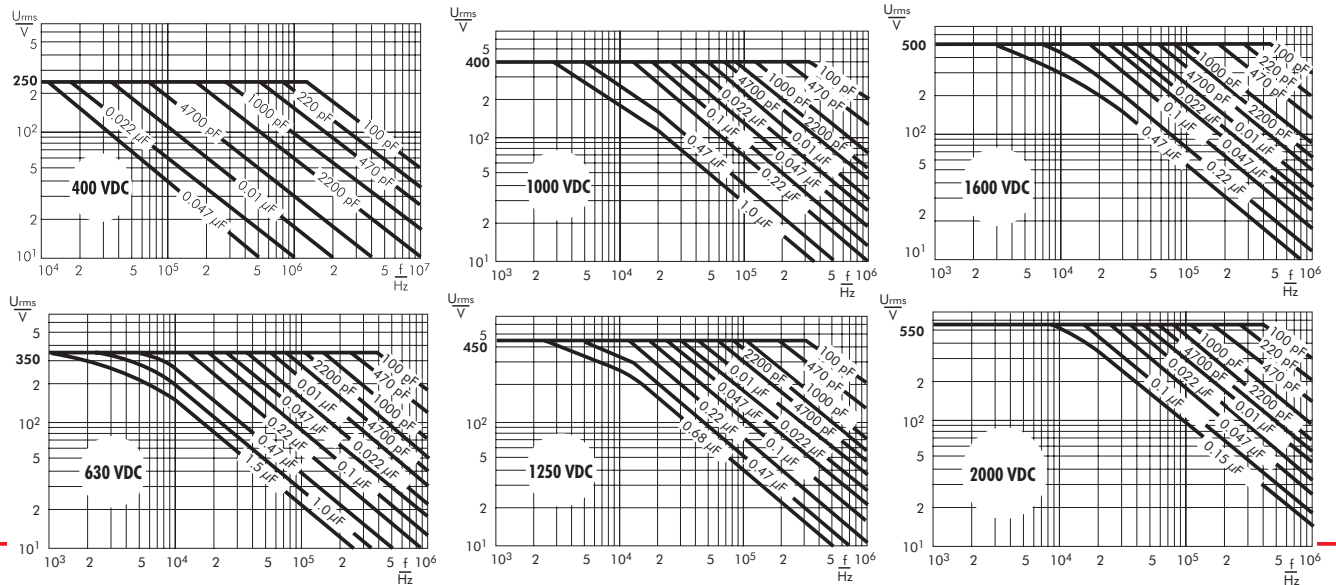 Urms
V
5
250
2
10²
5
2
10¹
10⁴ 2 5 10⁵ 2 5 10⁶ 2 5 10⁷
f
Hz
400 VDC
0.047 µF
0.022 µF
0.01 µF
4700 pF
2200 pF
1000 pF
470 pF
220 pF
100 pF
Urms
V
5
400
2
10²
5
2
10¹
10³ 2 5 10⁴ 2 5 10⁵ 2 5 10⁶
f
Hz
1000 VDC
1.0 µF
0.47 µF
0.22 µF
0.1 µF
0.047 µF
0.022 µF
0.01 µF
4700 pF
2200 pF
1000 pF
470 pF
220 pF
100 pF
Urms
V
500
2
10²
5
2
10¹
10³ 2 5 10⁴ 2 5 10⁵ 2 5 10⁶
f
Hz
1600 VDC
0.47 µF
0.22 µF
0.1 µF
0.047 µF
0.022 µF
0.01 µF
4700 pF
2200 pF
1000 pF
470 pF
220 pF
100 pF
Urms
V
5
350
2
10²
5
2
10¹
10³ 2 5 10⁴ 2 5 10⁵ 2 5 10⁶
f
Hz
630 VDC
1.5 µF
1.0 µF
0.47 µF
0.22 µF
0.1 µF
0.047 µF
0.022 µF
0.01 µF
4700 pF
2200 pF
1000 pF
470 pF
100 pF
Urms
V
5
450
2
10²
5
2
10¹
10³ 2 5 10⁴ 2 5 10⁵ 2 5 10⁶
f
Hz
1250 VDC
0.68 µF
0.47 µF
0.22 µF
0.1 µF
0.047 µF
0.022 µF
0.01 µF
4700 pF
2200 pF
1000 pF
470 pF
100 pF
Urms
V
550
2
10²
5
2
10¹
10³ 2 5 10⁴ 2 5 10⁵ 2 5 10⁶
f
Hz
2000 VDC
0.15 µF
0.1 µF
0.047 µF
0.022 µF
0.01 µF
4700 pF
2200 pF
1000 pF
470 pF
220 pF
100 pF